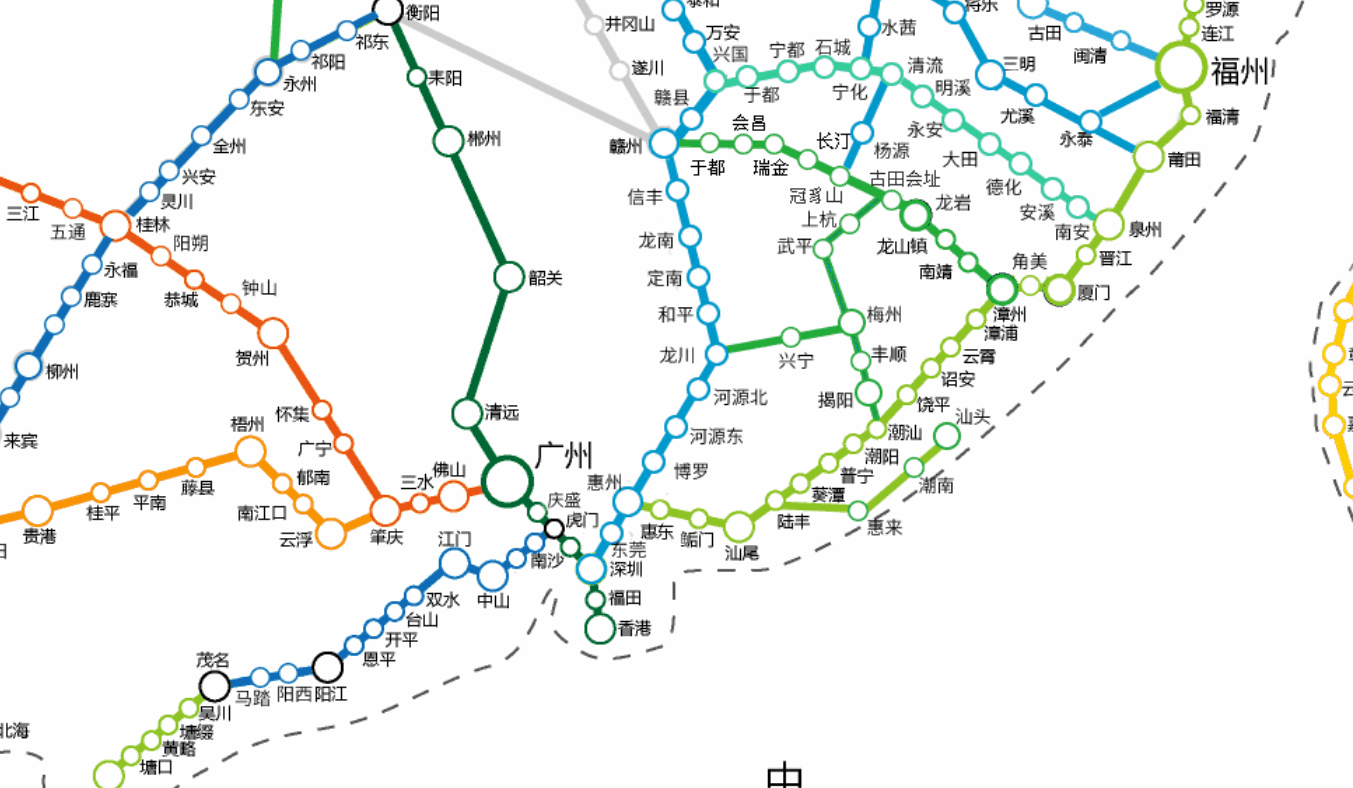 衡阳
祁东
祁阳
永州
东安
全州
兴安
灵川
桂林
三江
五通
阳朔
恭城
钟山
贺州
永福
鹿寨
柳州
来宾
怀集
广宁
肇庆
三水
佛山
广州
耒阳
郴州
韶关
清远
梧州
藤县
平南
桂平
贵港
郁南
南江口
云浮
庆盛
虎门
南沙
东莞
深圳
福田
香港
江门
中山
双水
台山
开平
恩平
阳江
阳西
马踏
茂名
吴川
塘缀
黄略
塘口
北海
井冈山
遂川
泰和
万安
兴国
赣县
赣州
于都
宁都
石城
宁化
水茜
清流
明溪
永安
大田
德化
安溪
南安
泉州
会昌
于都
瑞金
长汀
杨源
冠豸山
古田会址
上杭
武平
龙岩
龙山镇
南靖
漳州
角美
厦门
晋江
将乐
三明
尤溪
永泰
古田
闽清
罗源
连江
福州
福清
莆田
信丰
龙南
定南
和平
龙川
兴宁
梅州
丰顺
揭阳
河源北
河源东
博罗
惠州
惠东
鲘门
汕尾
陆丰
葵潭
普宁
潮阳
潮汕
饶平
诏安
云霄
漳浦
汕头
潮南
惠来
中